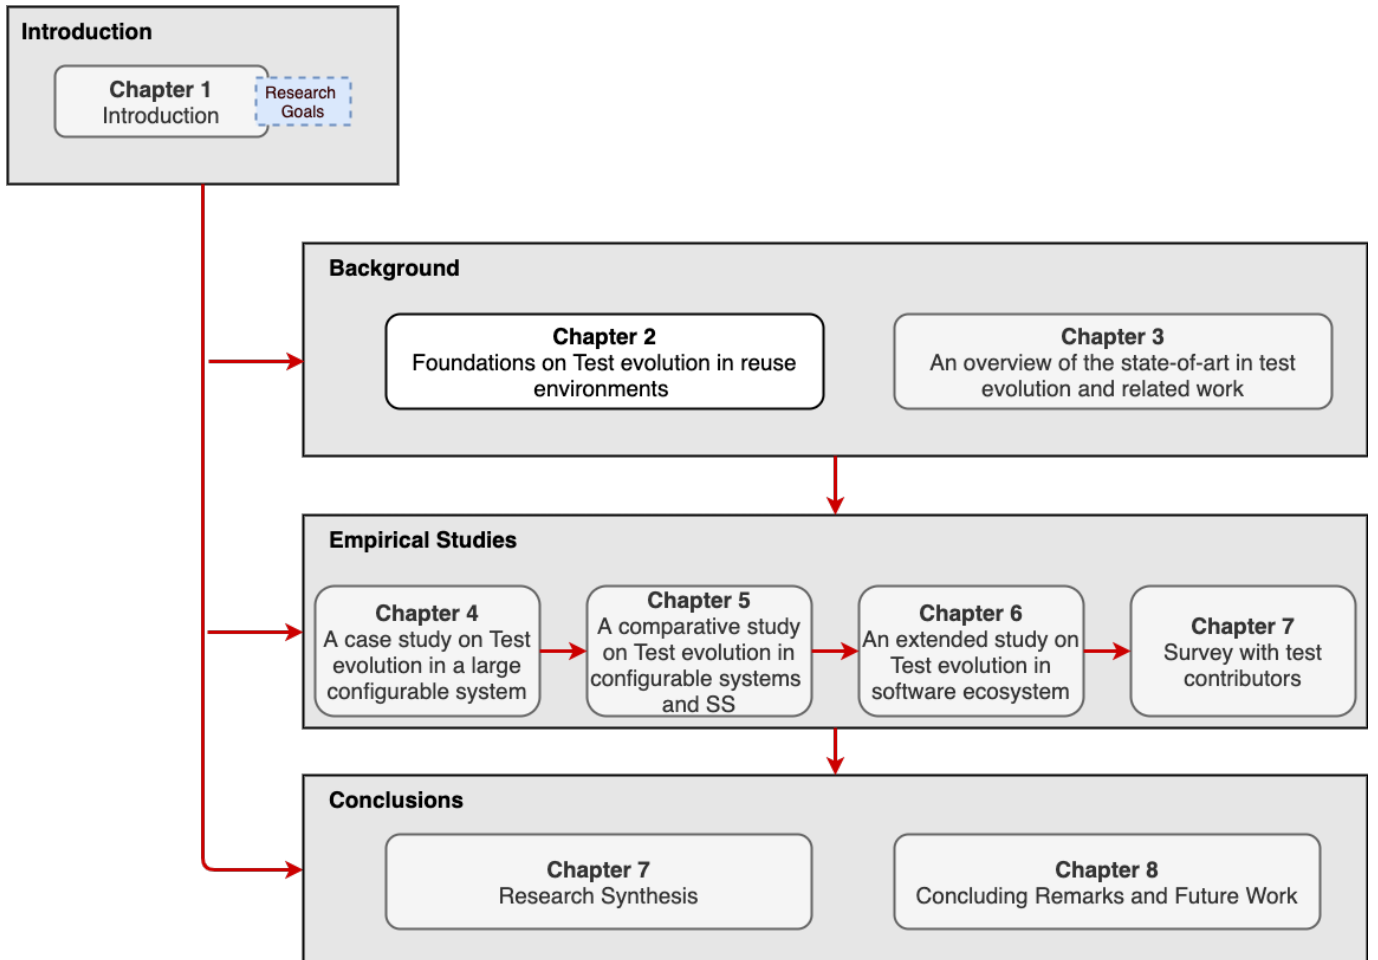 Introduction
Chapter 1
Introduction
Research
Goals
Background
Chapter 2
Foundations on Test evolution in reuse
environments
Chapter 3
An overview of the state-of-art in test
evolution and related work
Empirical Studies
Chapter 4
A case study on Test
evolution in a large
configurable system
Chapter 5
A comparative study
on Test evolution in
configurable systems
and SS
Chapter 6
An extended study on
Test evolution in
software ecosystem
Chapter 7
Survey with test
contributors
Conclusions
Chapter 7
Research Synthesis
Chapter 8
Concluding Remarks and Future Work